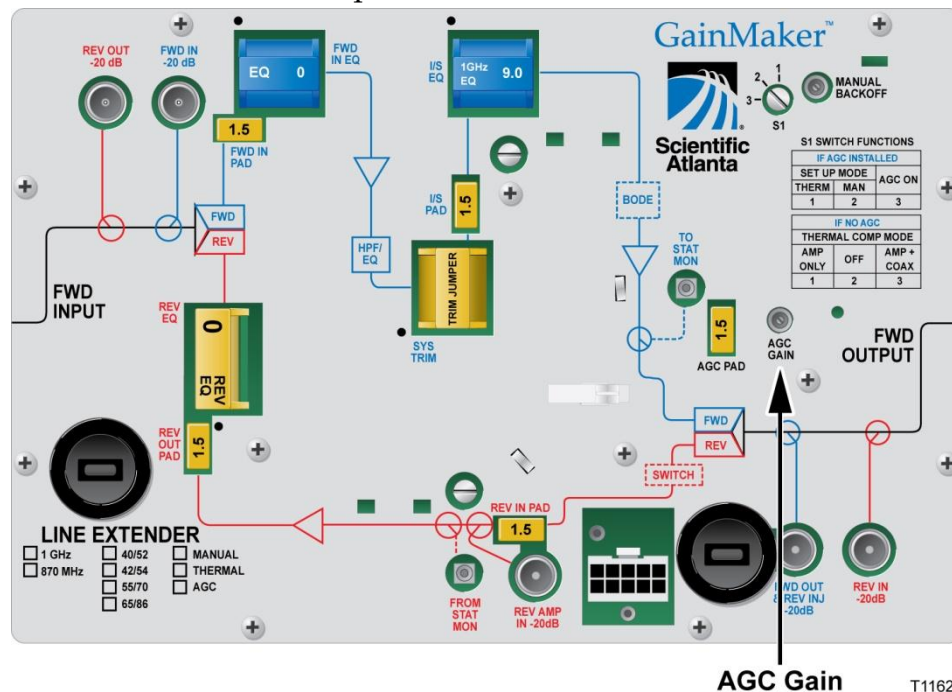 REV OUT
-20 dB
FWD IN
-20 dB
EQ 0
FWD
IN EQ
I/S
EQ
1GHz
EQ 9.0
GainMaker™
1
2
3
S1
MANUAL
BACKOFF
Scientific
Atlanta
1.5
FWD IN
PAD
I/S
PAD
1.5
S1 SWITCH FUNCTIONS
IF AGC INSTALLED
SET UP MODE
AGC ON
THERM
MAN
1
2
3
IF NO AGC
THERMAL COMP MODE
AMP
ONLY
OFF
AMP +
COAX
1
2
3
BODE
FWD
REV
HPF/
EQ
TRIM JUMPER
SYS
TRIM
TO
STAT
MON
FWD
INPUT
REV
EQ
0
REV
EQ
1.5
AGC PAD
AGC
GAIN
FWD
OUTPUT
REV
OUT
PAD
1.5
FWD
REV
SWITCH
LINE EXTENDER
1 GHz
870 MHz
40/52
42/54
55/70
65/86
MANUAL
THERMAL
AGC
REV IN PAD
1.5
FROM
STAT
MON
REV AMP
IN -20dB
WD OUT
& REV INJ
-20dB
REV IN
-20dB
AGC Gain
T1162